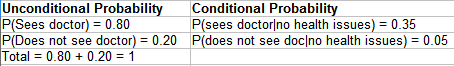 Unconditional Probability Conditional Probability
P(Sees doctor) = 0.80 P(sees doctor|no health issues) = 0.35
P(Does not see doctor) = 0.20 P(does not see doc|no health issues) = 0.05
Total = 0.80 + 0.20 = 1